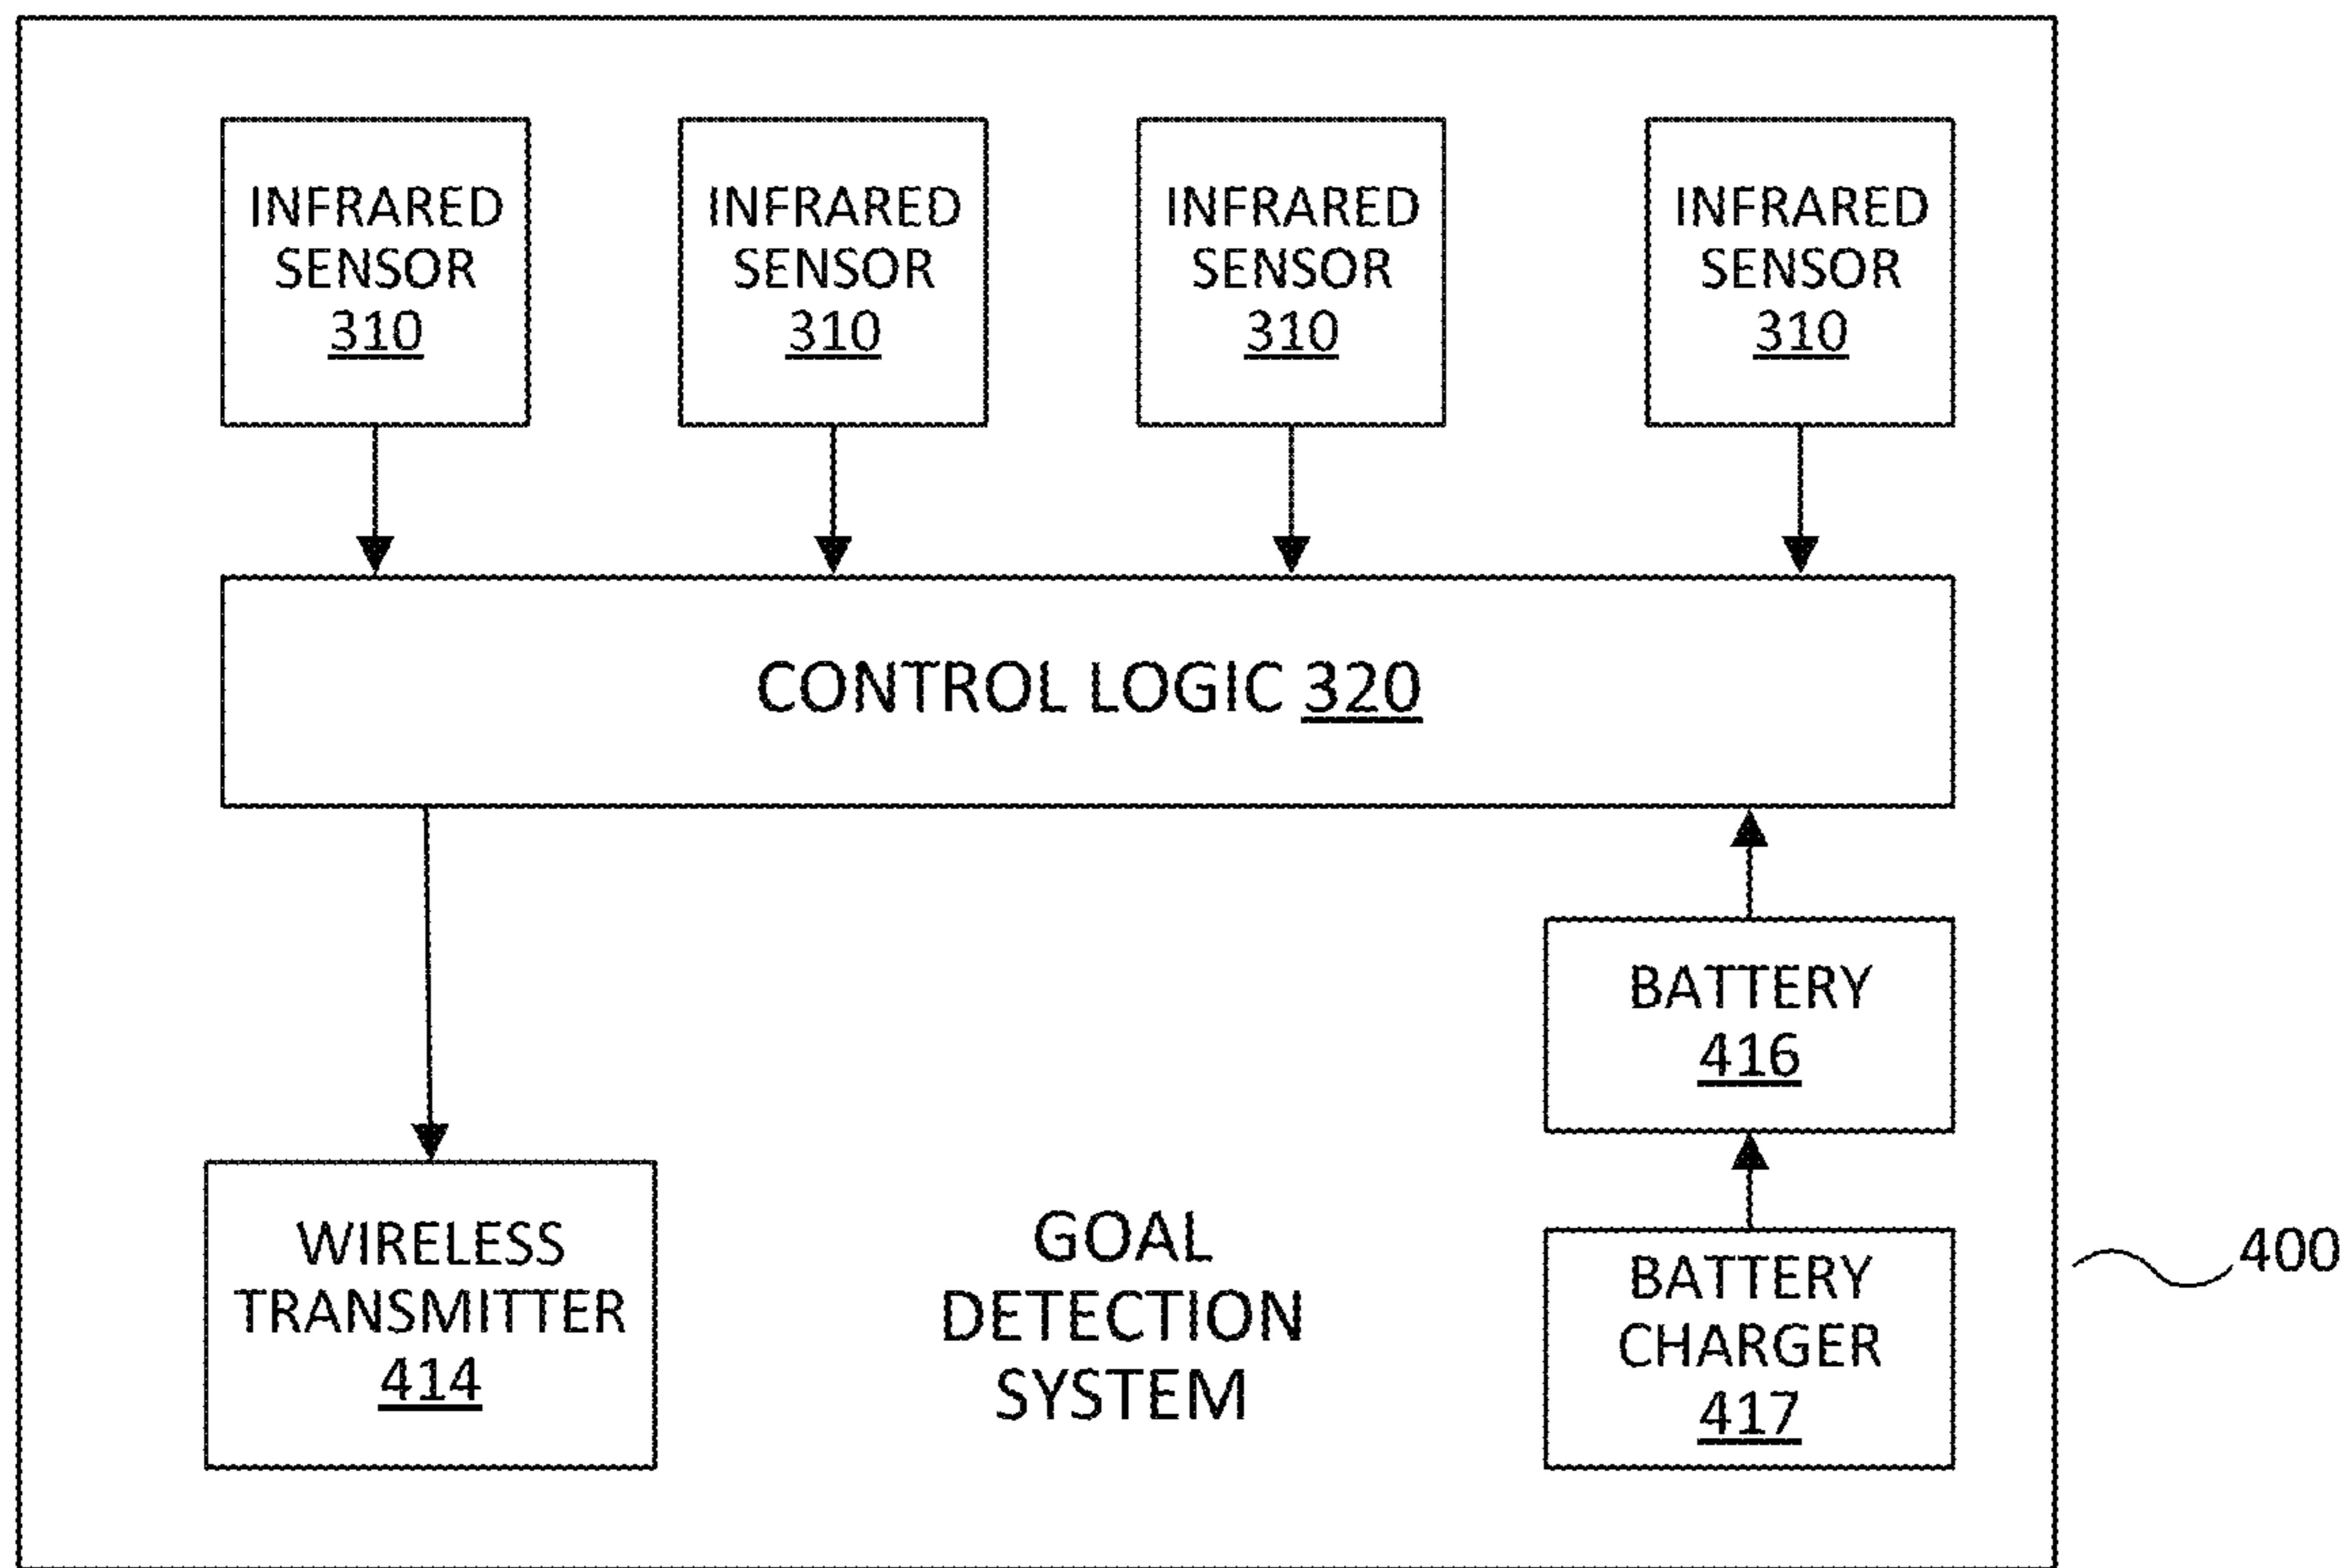 INFRARED
SENSOR
310
INFRARED
SENSOR
310
INFRARED
SENSOR
310
INFRARED
SENSOR
310
CONTROL LOGIC 320
BATTERY
416
WIRELESS
TRANSMITTER
414
GOAL
DETECTION
SYSTEM
BATTERY
CHARGER
417
400